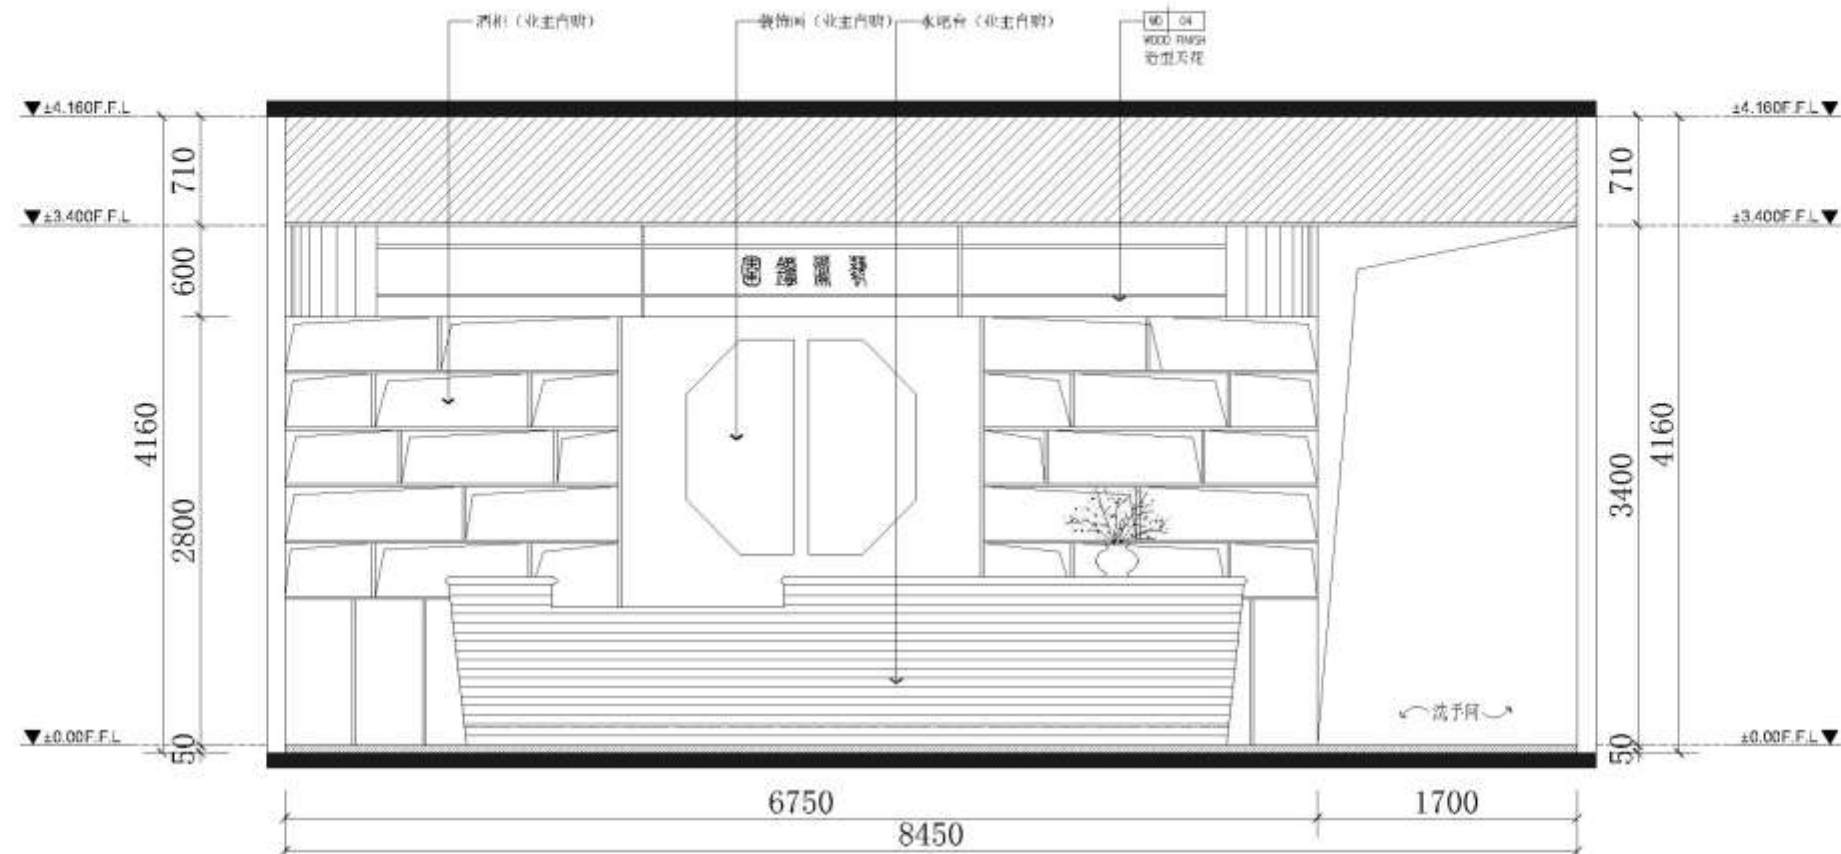 酒柜（业主自购）
装饰画（业主自购）
水吧台（业主自购）
WD 04
WOOD FINISH
造型天花
±4.160F.F.L
±4.160F.F.L
710
710
±3.400F.F.L
±3.400F.F.L
600
4160
2800
3400
4160
洗手间
±0.00F.F.L
±0.00F.F.L
50
50
6750
1700
8450